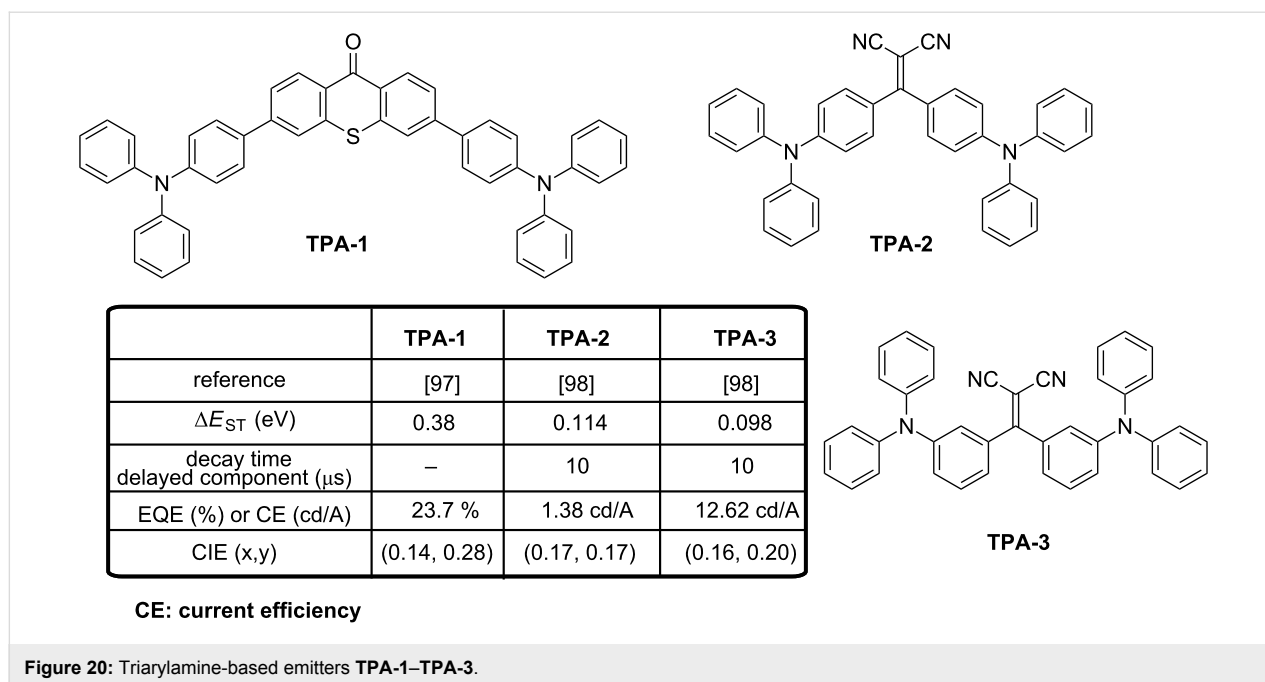 O
S
N
N
TPA-1
NC CN
N
N
TPA-2
TPA-1 TPA-2 TPA-3
reference [97] [98] [98]
ΔE_ST (eV) 0.38 0.114 0.098
decay time
delayed component (μs) – 10 10
EQE (%) or CE (cd/A) 23.7 % 1.38 cd/A 12.62 cd/A
CIE (x,y) (0.14, 0.28) (0.17, 0.17) (0.16, 0.20)
CE: current efficiency
NC CN
N
N
TPA-3
Figure 20: Triarylamine-based emitters TPA-1–TPA-3.